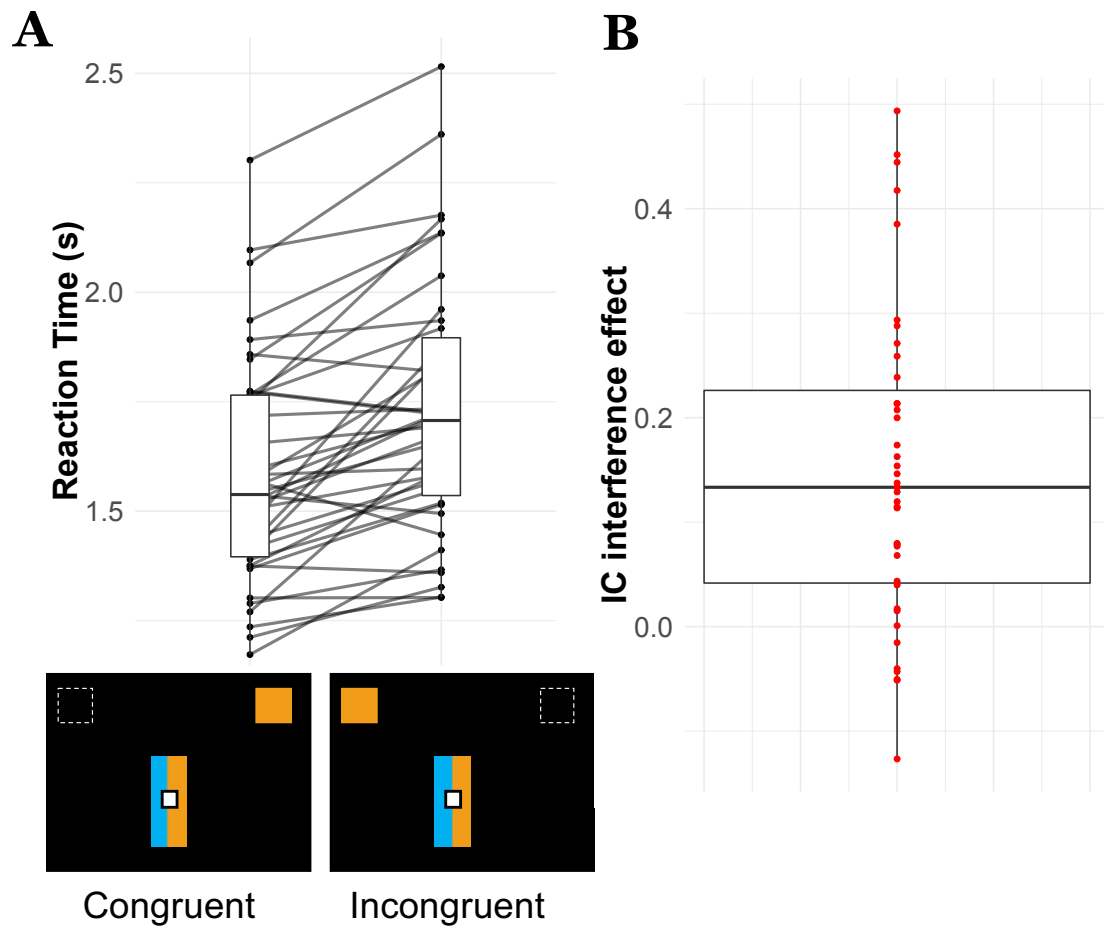 A
B
Reaction Time (s)
2.5
2.0
1.5
IC interference effect
0.4
0.2
0.0
Congruent
Incongruent